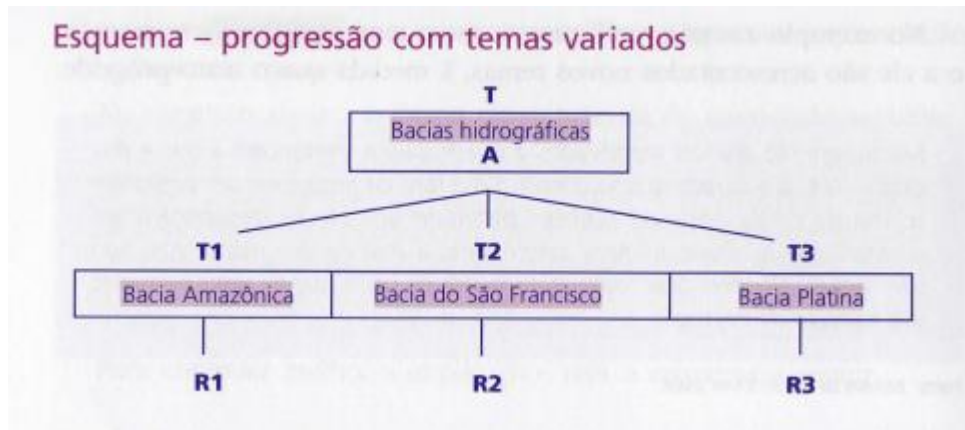 Esquema – progressão com temas variados
T
Bacias hidrográficas
A
T1 T2 T3
Bacia Amazônica Bacia do São Francisco Bacia Platina
R1 R2 R3